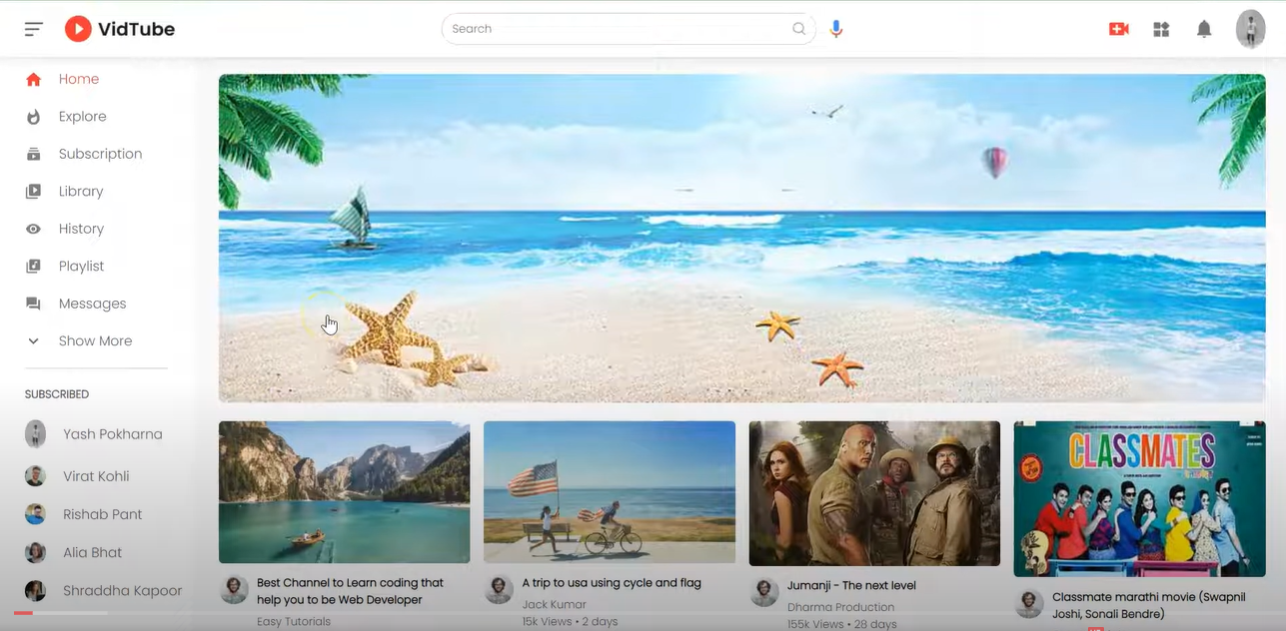 VidTube
Search
Home
Explore
Subscription
Library
History
Playlist
Messages
Show More
SUBSCRIBED
Yash Pokharna
Virat Kohli
Rishab Pant
Alia Bhat
Shraddha Kapoor
CLASSMATES
Best Channel to Learn coding that
help you to be Web Developer
Easy Tutorials
A trip to usa using cycle and flag
Jack Kumar
15k Views • 2 days
Jumanji - The next level
Dharma Production
155k Views • 28 days
Classmate marathi movie (Swapnil
Joshi, Sonali Bendre)